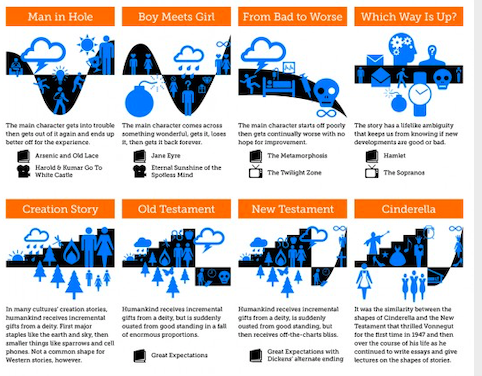 Man in Hole
The main character gets into trouble
then gets out of it again and ends up
better off for the experience.
Arsenic and Old Lace
Harold & Kumar Go To
White Castle
Boy Meets Girl
The main character comes across
something wonderful, gets it, loses
it, then gets it back forever.
Jane Eyre
Eternal Sunshine of the
Spotless Mind
From Bad to Worse
The main character starts off poorly
then gets continually worse with no
hope for improvement.
The Metamorphosis
The Twilight Zone
Which Way Is Up?
The story has a lifelike ambiguity
that keeps us from knowing if new
developments are good or bad.
Hamlet
The Sopranos
Creation Story
In many cultures' creation stories,
humankind receives incremental
gifts from a deity. First major
staples like the earth and sky, then
smaller things like sparrows and cell
phones. Not a common shape for
Western stories, however.
Old Testament
Humankind receives incremental
gifts from a deity, but is suddenly
ousted from good standing in a fall
of enormous proportions.
Great Expectations
New Testament
Humankind receives incremental
gifts from a deity, is suddenly
ousted from good standing, but
then receives off-the-charts bliss.
Great Expectations with
Dickens' alternate ending
Cinderella
It was the similarity between the
shapes of Cinderella and the New
Testament that thrilled Vonnegut
for the first time in 1947 and then
over the course of his life as he
continued to write essays and give
lectures on the shapes of stories.